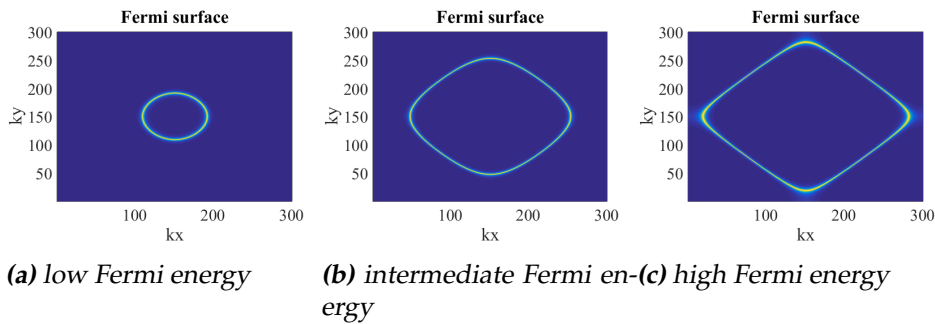 Fermi surface
300
250
200
150
100
50
ky
100 200 300
kx
Fermi surface
300
250
200
150
100
50
ky
100 200 300
kx
Fermi surface
300
250
200
150
100
50
ky
100 200 300
kx
(a) low Fermi energy
(b) intermediate Fermi en-
ergy
(c) high Fermi energy